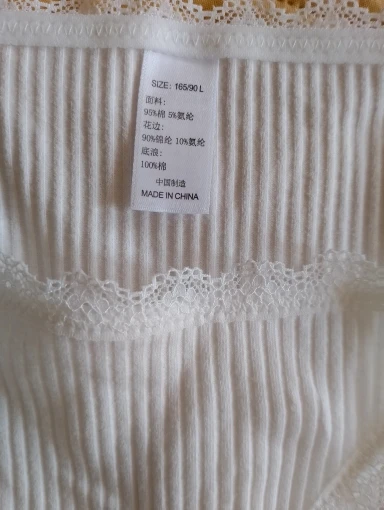 SIZE: 165/90 L
面料:
95%棉 5%氨纶
花边:
90%锦纶 10%氨纶
底浪:
100%棉
中国制造
MADE IN CHINA